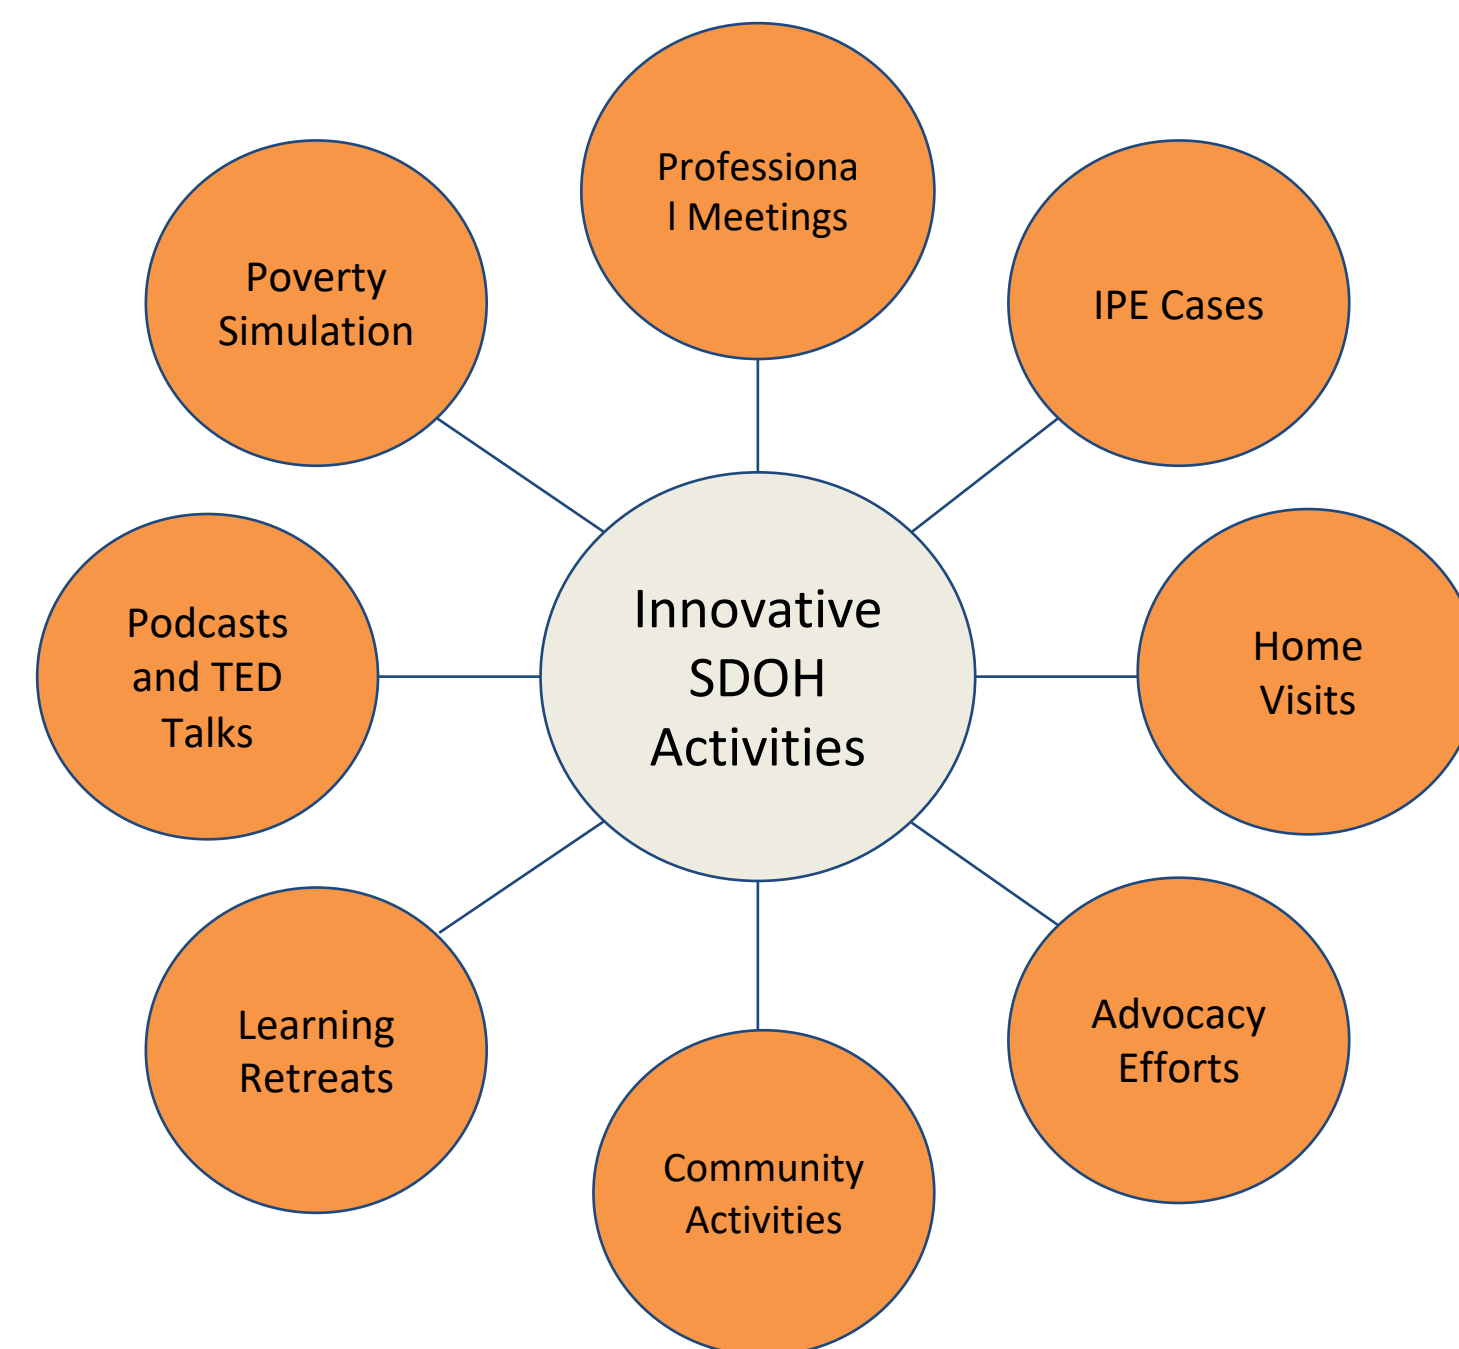 Professiona
l Meetings
Poverty
Simulation
IPE Cases
Podcasts
and TED
Talks
Innovative
SDOH
Activities
Home
Visits
Learning
Retreats
Advocacy
Efforts
Community
Activities